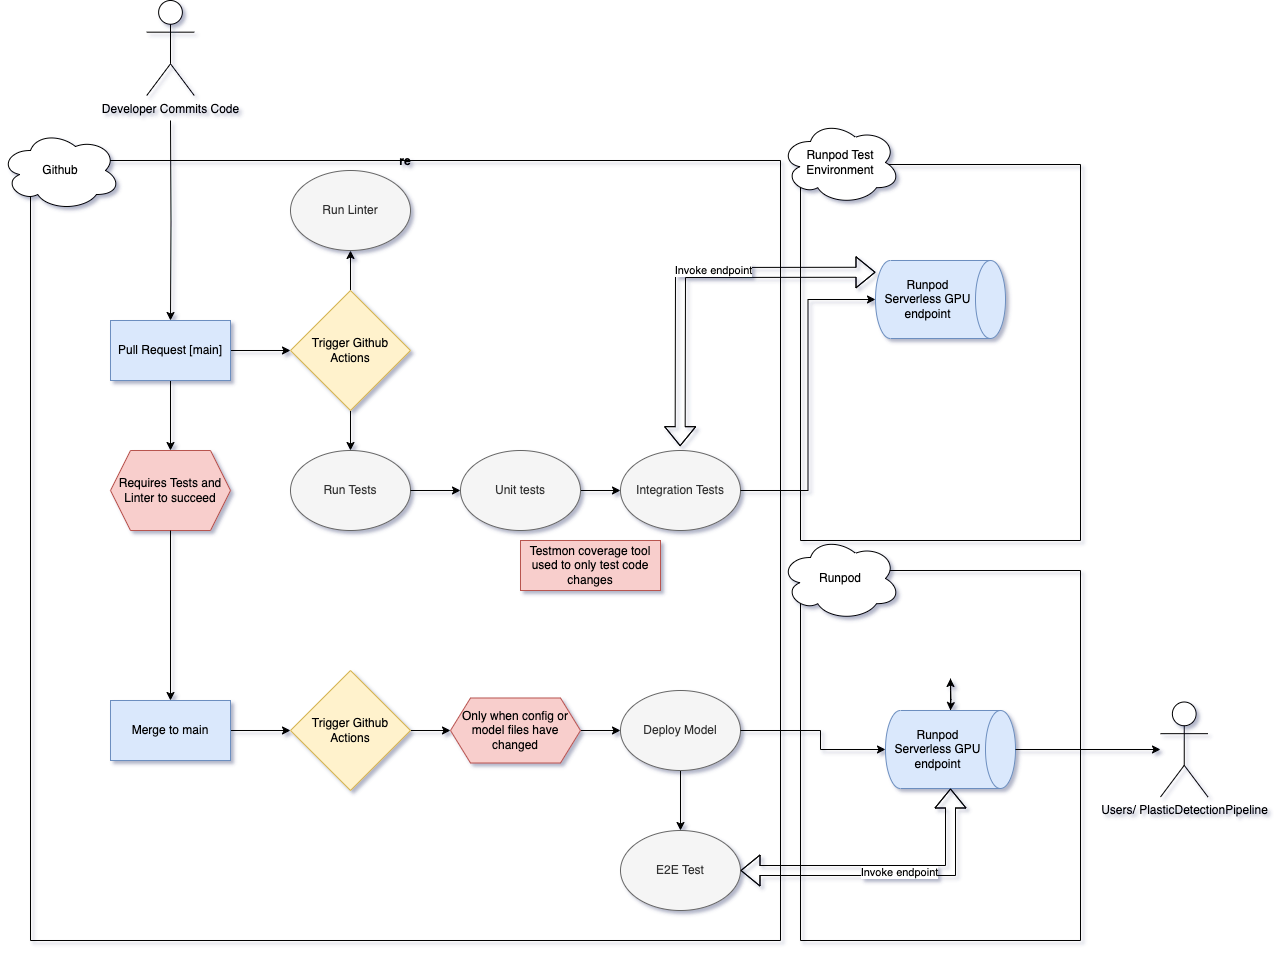 Developer Commits Code
Github
re
Runpod Test
Environment
Run Linter
Invoke endpoint
Runpod
Serverless GPU
endpoint
Pull Request [main]
Trigger Github
Actions
Requires Tests and
Linter to succeed
Run Tests
Unit tests
Integration Tests
Testmon coverage tool
used to only test code
changes
Runpod
Merge to main
Trigger Github
Actions
Only when config or
model files have
changed
Deploy Model
Runpod
Serverless GPU
endpoint
Users/ PlasticDetectionPipeline
E2E Test
Invoke endpoint